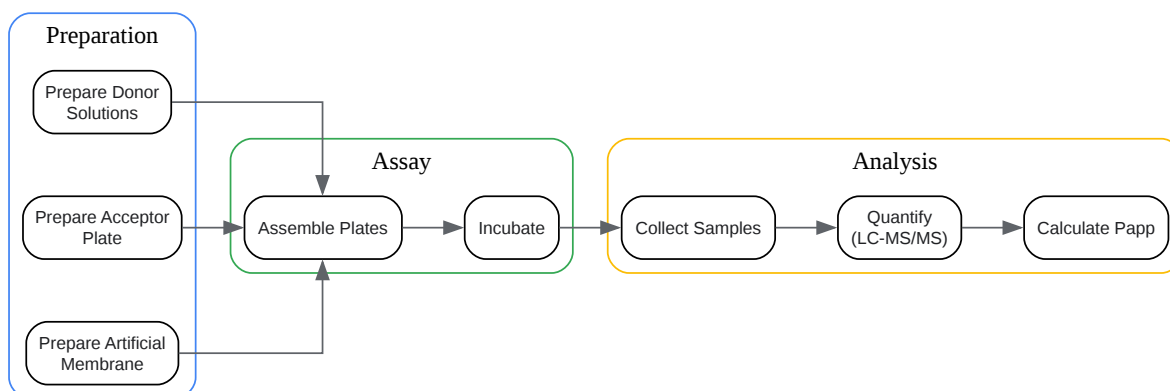 Preparation
Prepare Donor
Solutions
Prepare Acceptor
Plate
Prepare Artificial
Membrane
Assay
Assemble Plates
Incubate
Analysis
Collect Samples
Quantify
(LC-MS/MS)
Calculate Papp